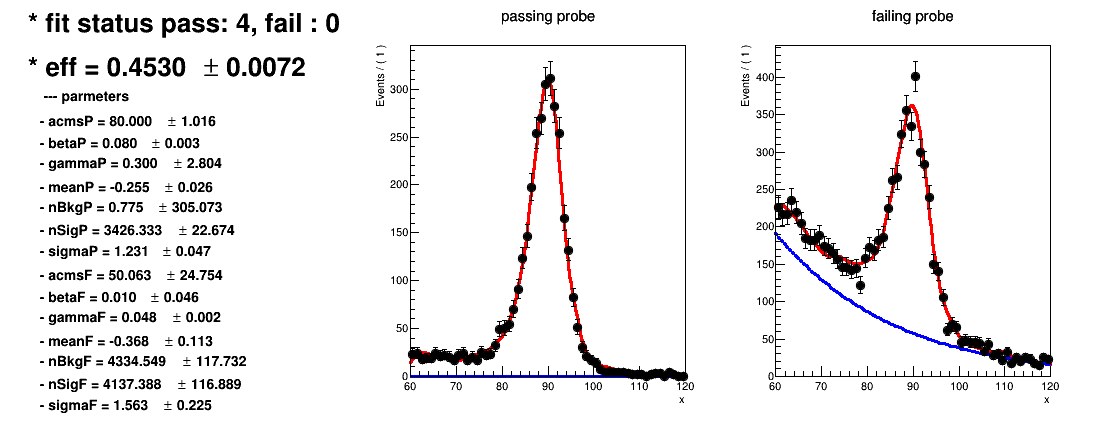 * fit status pass: 4, fail : 0
* eff = 0.4530 ± 0.0072
--- parmeters
- acmsP = 80.000 ± 1.016
- betaP = 0.080 ± 0.003
- gammaP = 0.300 ± 2.804
- meanP = -0.255 ± 0.026
- nBkgP = 0.775 ± 305.073
- nSigP = 3426.333 ± 22.674
- sigmaP = 1.231 ± 0.047
- acmsF = 50.063 ± 24.754
- betaF = 0.010 ± 0.046
- gammaF = 0.048 ± 0.002
- meanF = -0.368 ± 0.113
- nBkgF = 4334.549 ± 117.732
- nSigF = 4137.388 ± 116.889
- sigmaF = 1.563 ± 0.225
passing probe
Events / ( 1 )
300
250
200
150
100
50
0
60 70 80 90 100 110 120
x
failing probe
Events / ( 1 )
400
350
300
250
200
150
100
50
0
60 70 80 90 100 110 120
x